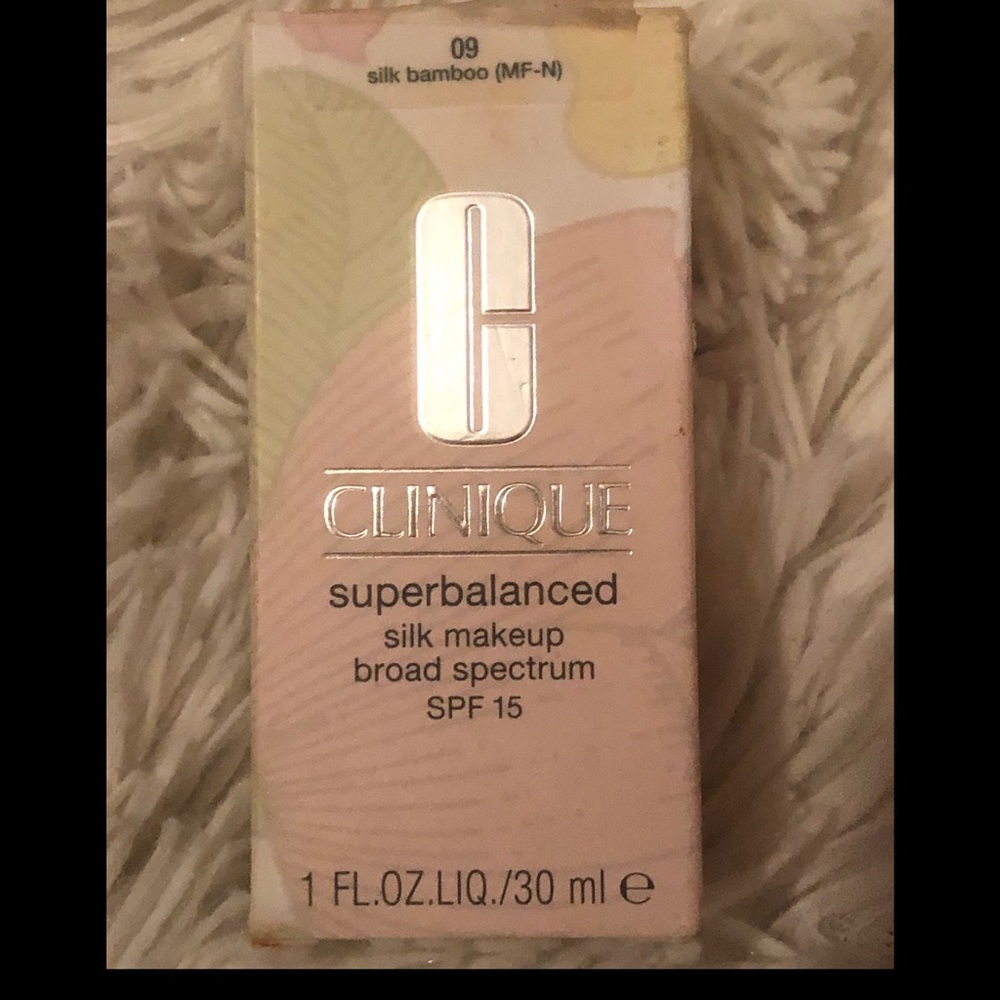 09
silk bamboo (MF-N)
C
CLINIQUE
superbalanced
silk makeup
broad spectrum
SPF 15
1 FL.OZ.LIQ./30 ml ℮